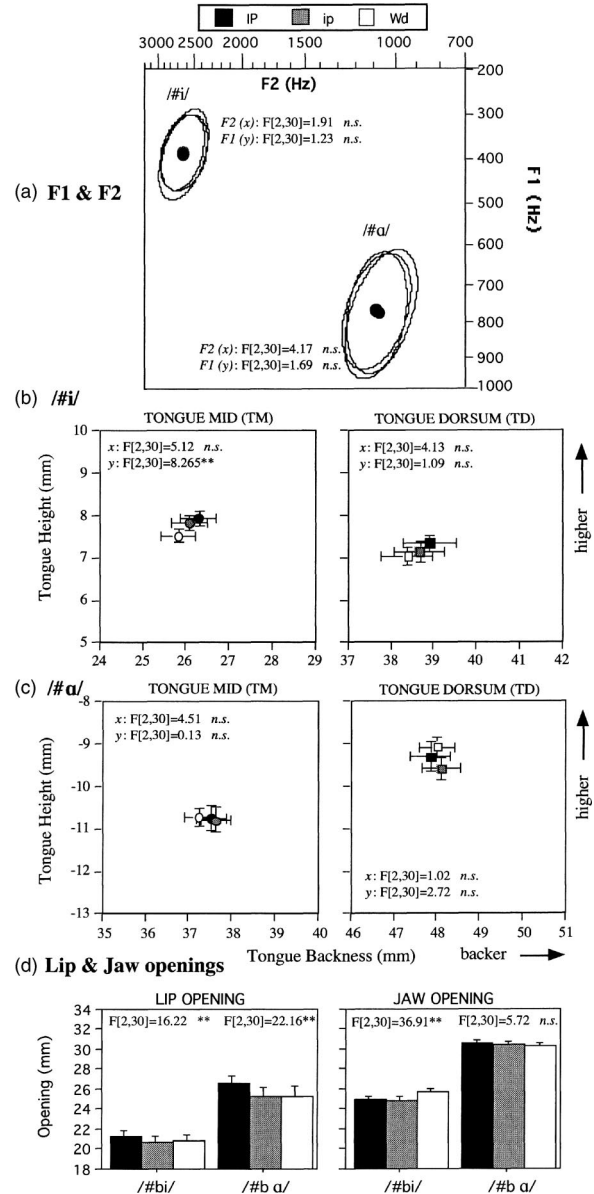 IP ip Wd
3000 2500 2000 1500 1000 700
F2 (Hz)
200
300
400
500
600
700
800
900
1000
F1 (Hz)
(a) F1 & F2
/#i/
F2 (x): F[2,30]=1.91 n.s.
F1 (y): F[2,30]=1.23 n.s.
/#ɑ/
F2 (x): F[2,30]=4.17 n.s.
F1 (y): F[2,30]=1.69 n.s.
(b) /#i/
TONGUE MID (TM)
x: F[2,30]=5.12 n.s.
y: F[2,30]=8.265**
Tongue Height (mm)
10
9
8
7
6
5
24 25 26 27 28 29
TONGUE DORSUM (TD)
x: F[2,30]=4.13 n.s.
y: F[2,30]=1.09 n.s.
37 38 39 40 41 42
higher
(c) /#ɑ/
TONGUE MID (TM)
x: F[2,30]=4.51 n.s.
y: F[2,30]=0.13 n.s.
Tongue Height (mm)
-8
-9
-10
-11
-12
-13
35 36 37 38 39 40
TONGUE DORSUM (TD)
x: F[2,30]=1.02 n.s.
y: F[2,30]=2.72 n.s.
46 47 48 49 50 51
higher
Tongue Backness (mm) backer
(d) Lip & Jaw openings
LIP OPENING
F[2,30]=16.22 ** F[2,30]=22.16**
Opening (mm)
34
32
30
28
26
24
22
20
18
/#bi/ /#b ɑ/
JAW OPENING
F[2,30]=36.91** F[2,30]=5.72 n.s.
/#bi/ /#b ɑ/